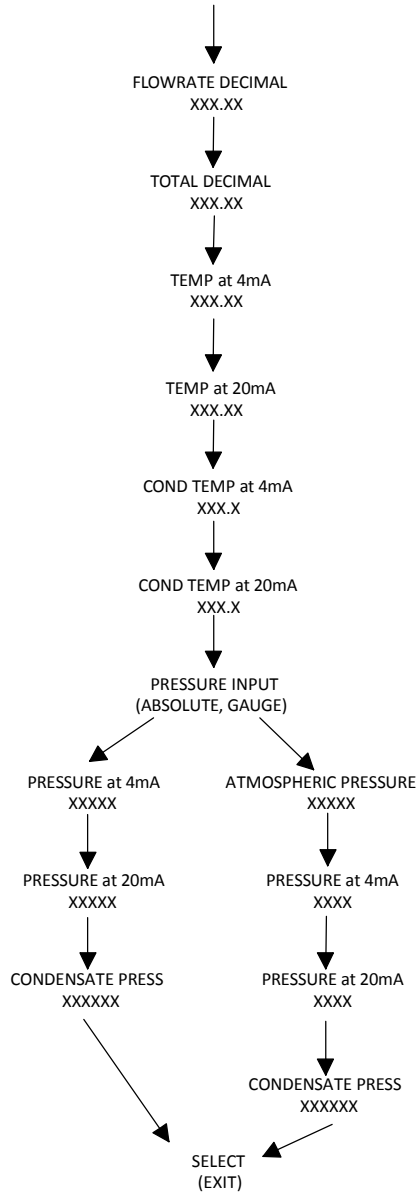 FLOWRATE DECIMAL
XXX.XX
TOTAL DECIMAL
XXX.XX
TEMP at 4mA
XXX.XX
TEMP at 20mA
XXX.XX
COND TEMP at 4mA
XXX.X
COND TEMP at 20mA
XXX.X
PRESSURE INPUT
(ABSOLUTE, GAUGE)
PRESSURE at 4mA
XXXXX
PRESSURE at 20mA
XXXXX
CONDENSATE PRESS
XXXXXX
ATMOSPHERIC PRESSURE
XXXXX
PRESSURE at 4mA
XXXX
PRESSURE at 20mA
XXXX
CONDENSATE PRESS
XXXXXX
SELECT
(EXIT)